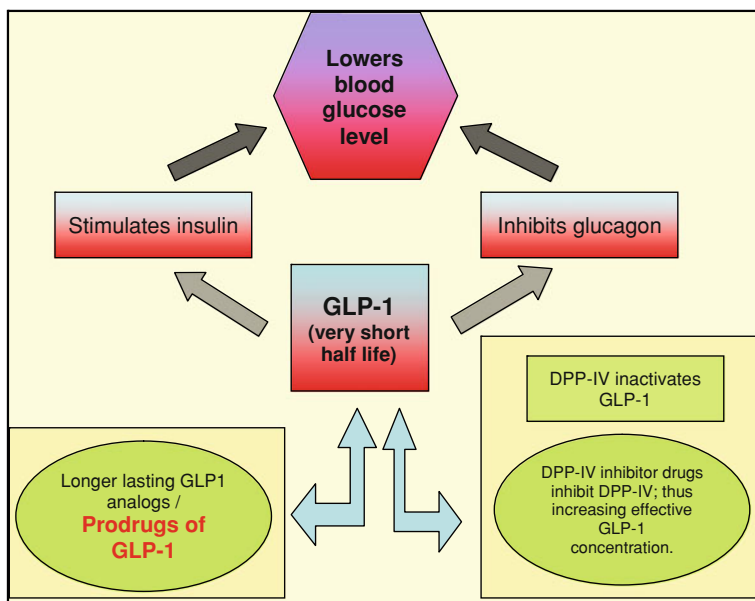 Lowers
blood
glucose
level
Stimulates insulin
Inhibits glucagon
GLP-1
(very short
half life)
DPP-IV inactivates
GLP-1
Longer lasting GLP1
analogs /
Prodrugs of
GLP-1
DPP-IV inhibitor drugs
inhibit DPP-IV; thus
increasing effective
GLP-1
concentration.